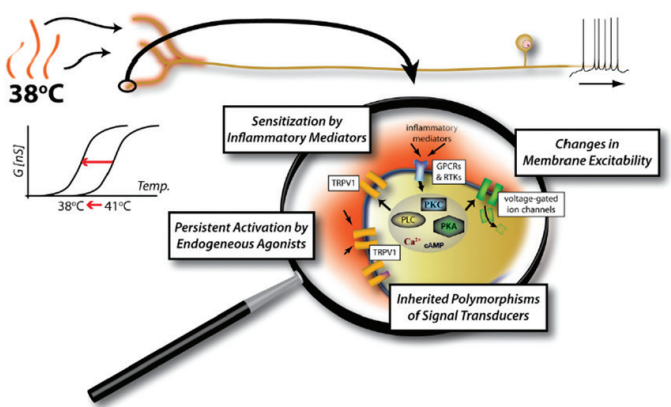 38°C
Sensitization by
Inflammatory Mediators
inflammatory
mediators
Changes in
Membrane Excitability
G [nS]
Temp.
38°C
41°C
GPCRs
& RTKs
TRPV1
PKC
voltage-gated
ion channels
PLC
PKA
Persistent Activation by
Endogeneous Agonists
TRPV1
Ca2+
cAMP
Inherited Polymorphisms
of Signal Transducers